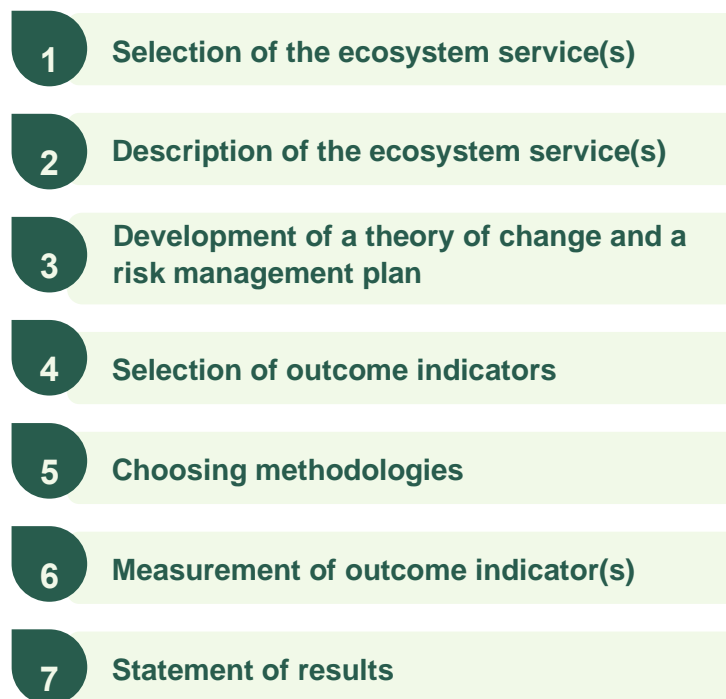 1 Selection of the ecosystem service(s)
2 Description of the ecosystem service(s)
3 Development of a theory of change and a
risk management plan
4 Selection of outcome indicators
5 Choosing methodologies
6 Measurement of outcome indicator(s)
7 Statement of results